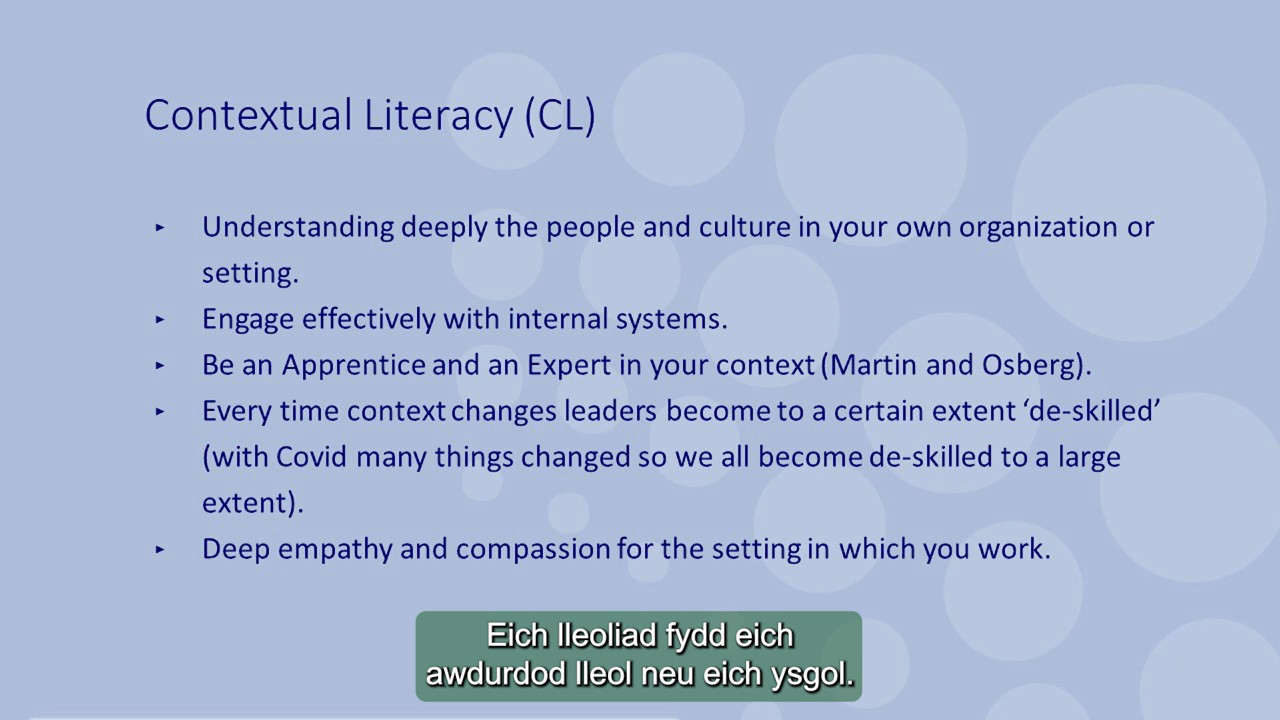 Contextual Literacy (CL)
‣ Understanding deeply the people and culture in your own organization or
setting.
‣ Engage effectively with internal systems.
‣ Be an Apprentice and an Expert in your context (Martin and Osberg).
‣ Every time context changes leaders become to a certain extent ‘de-skilled’
(with Covid many things changed so we all become de-skilled to a large
extent).
‣ Deep empathy and compassion for the setting in which you work.
Eich lleoliad fydd eich
awdurdod lleol neu eich ysgol.